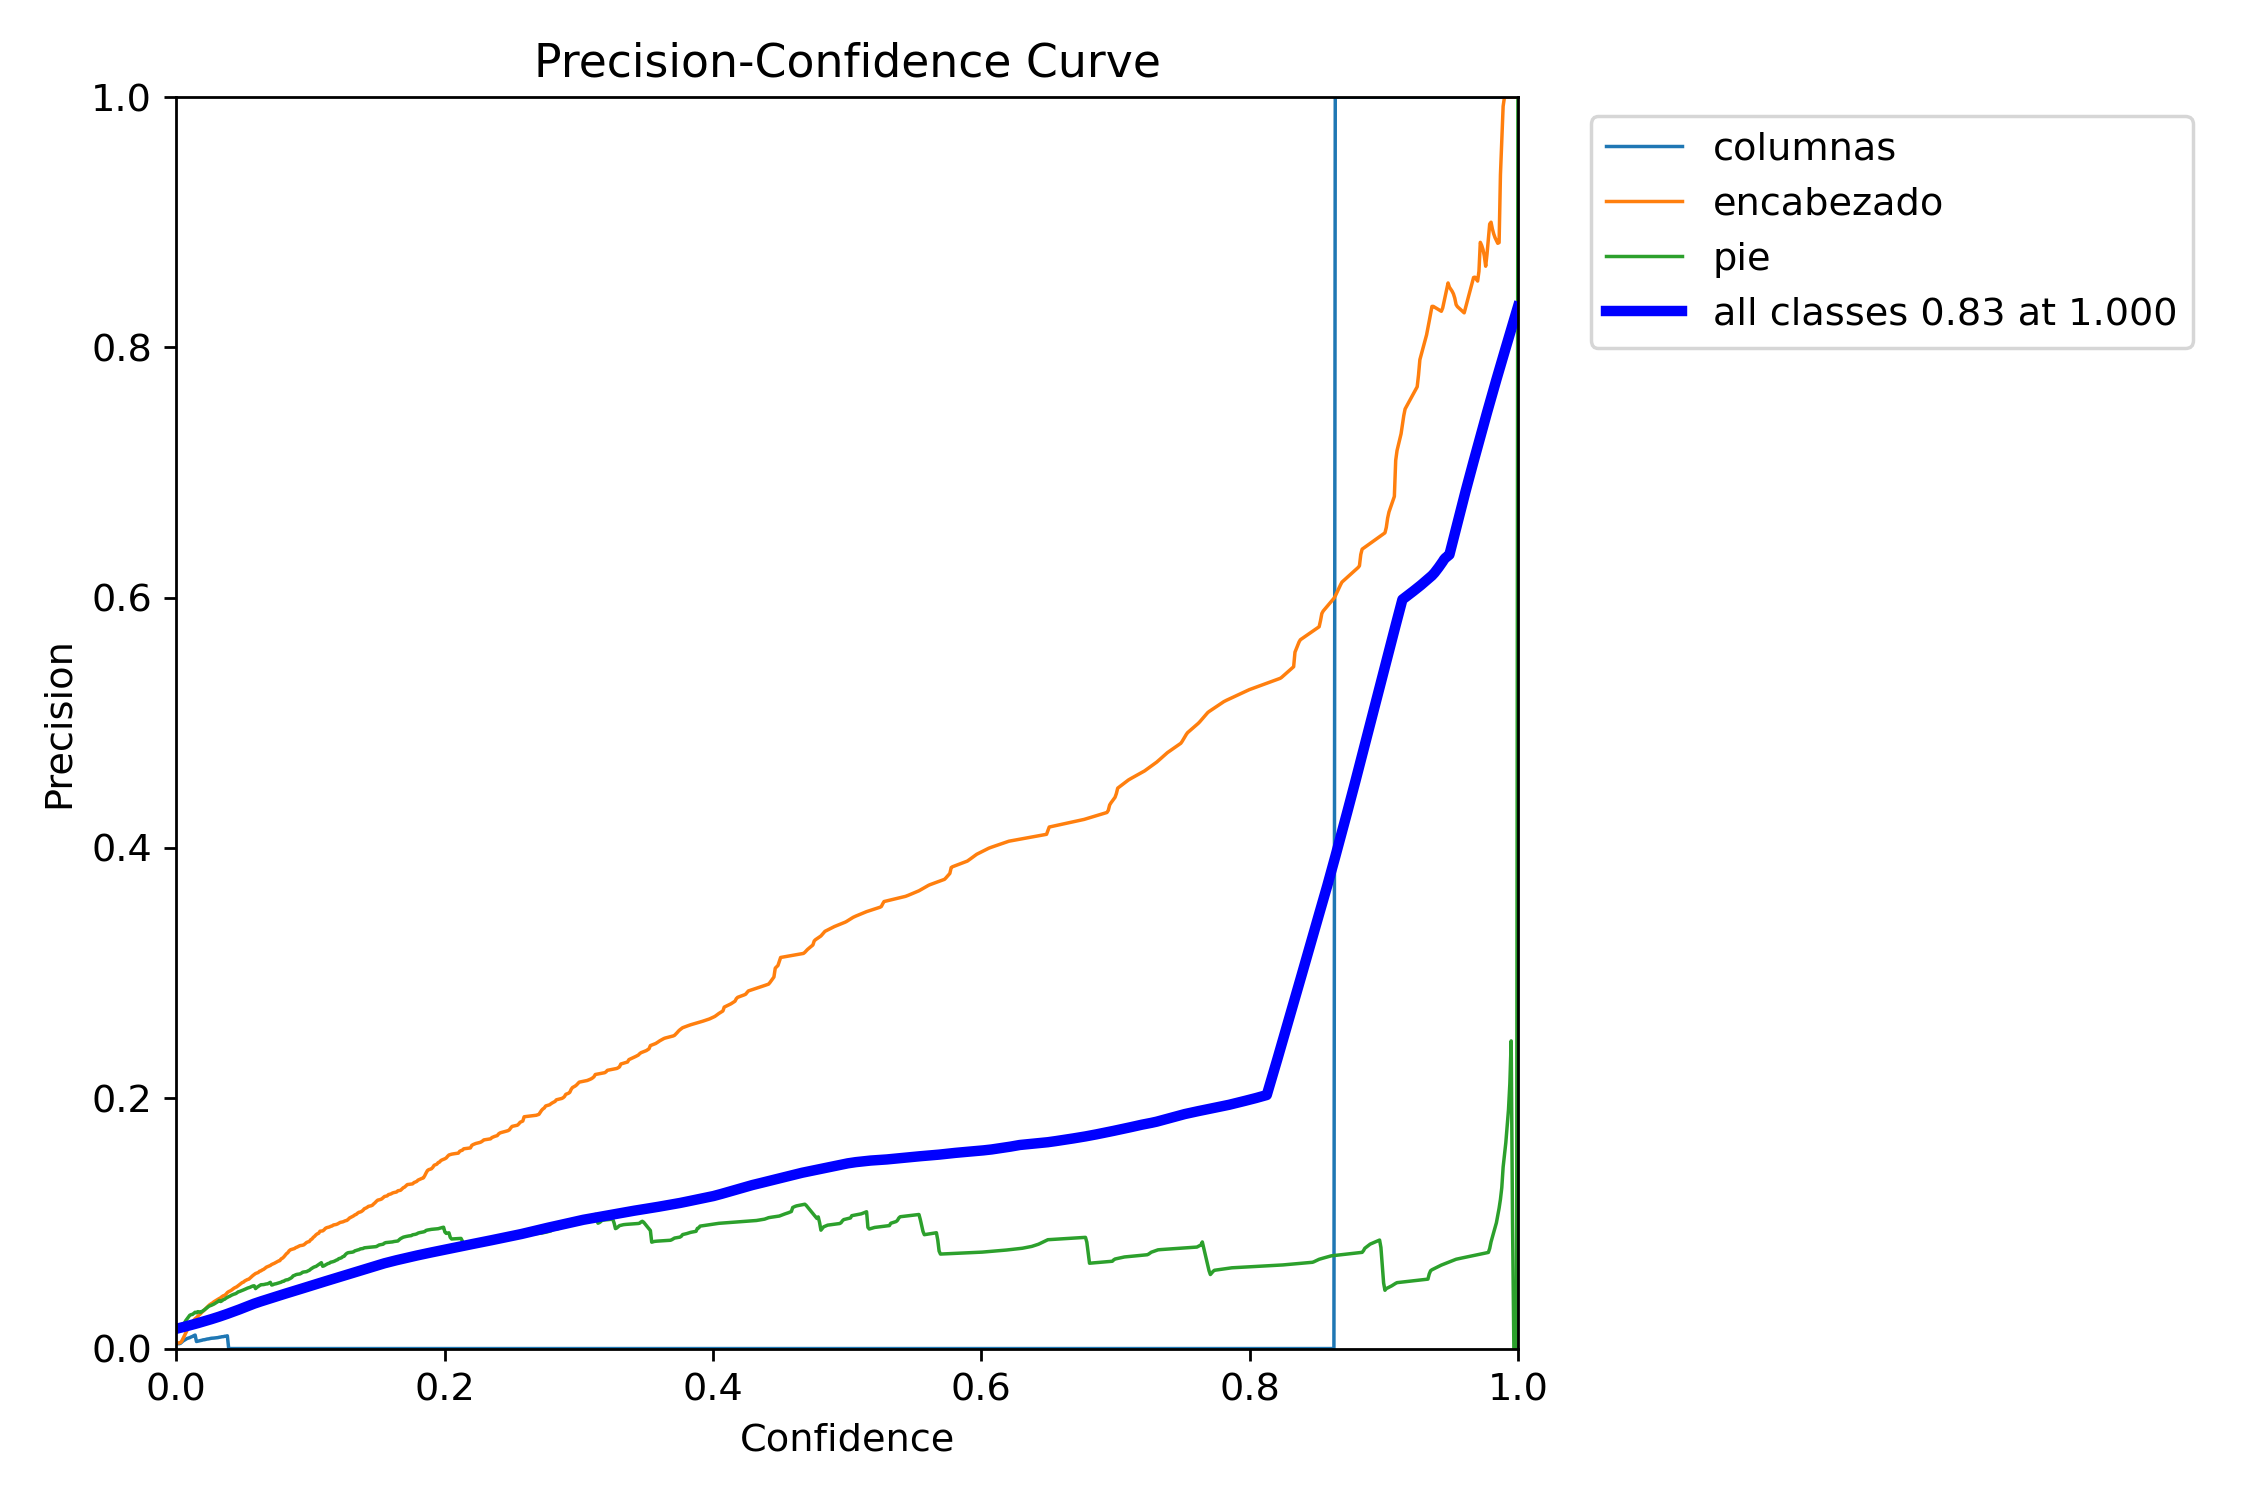 Precision-Confidence Curve
1.0
0.8
0.6
0.4
0.2
0.0
Precision
0.0 0.2 0.4 0.6 0.8 1.0
Confidence
columnas
encabezado
pie
all classes 0.83 at 1.000